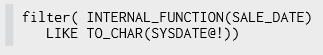 filter( INTERNAL_FUNCTION(SALE_DATE)
LIKE TO_CHAR(SYSDATE@!))